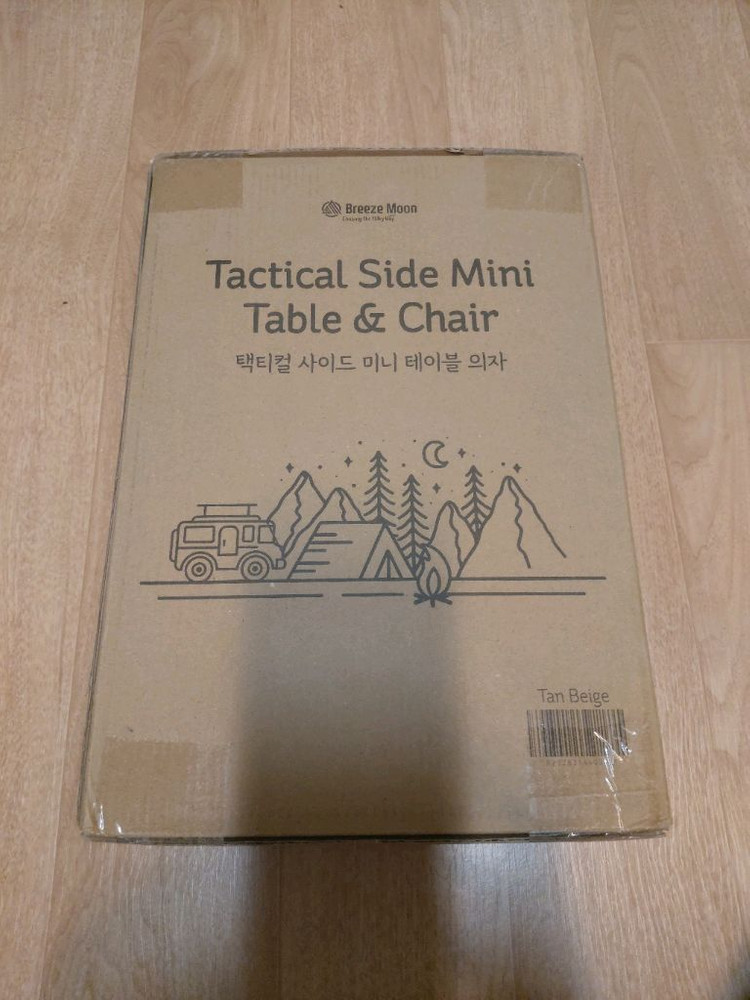 Breeze Moon
Tactical Side Mini
Table & Chair
택티컬 사이드 미니 테이블 의자
Tan Beige